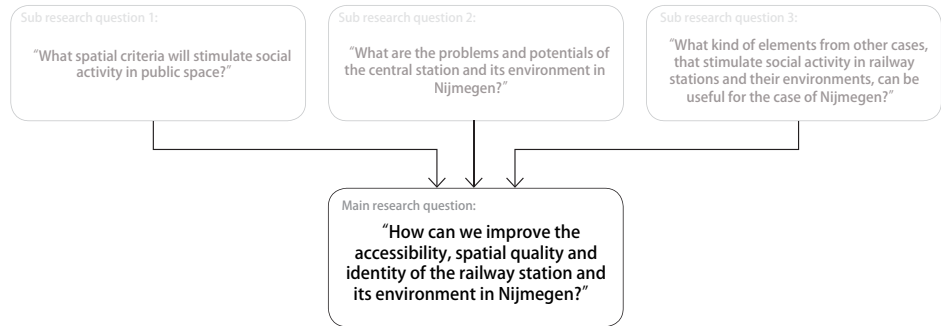 Sub research question 1:
“What spatial criteria will stimulate social
activity in public space?”
Sub research question 2:
“What are the problems and potentials of
the central station and its environment in
Nijmegen?”
Sub research question 3:
“What kind of elements from other cases,
that stimulate social activity in railway
stations and their environments, can be
useful for the case of Nijmegen?”
Main research question:
“How can we improve the
accessibility, spatial quality and
identity of the railway station and
its environment in Nijmegen?”